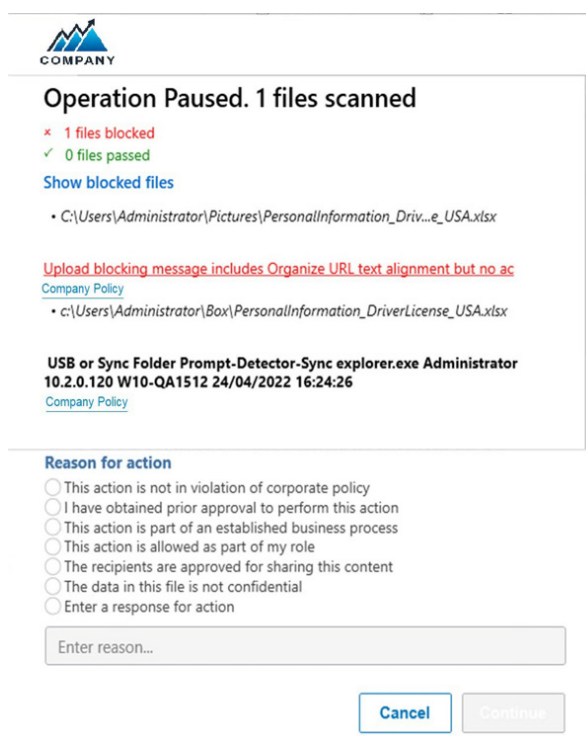 COMPANY
Operation Paused. 1 files scanned
× 1 files blocked
✓ 0 files passed
Show blocked files
• C:\Users\Administrator\Pictures\PersonalInformation_Driv...e_USA.xlsx
Upload blocking message includes Organize URL text alignment but no ac
Company Policy
• c:\Users\Administrator\Box\PersonalInformation_DriverLicense_USA.xlsx
USB or Sync Folder Prompt-Detector-Sync explorer.exe Administrator
10.2.0.120 W10-QA1512 24/04/2022 16:24:26
Company Policy
Reason for action
This action is not in violation of corporate policy
I have obtained prior approval to perform this action
This action is part of an established business process
This action is allowed as part of my role
The recipients are approved for sharing this content
The data in this file is not confidential
Enter a response for action
Enter reason...
Cancel
Continue